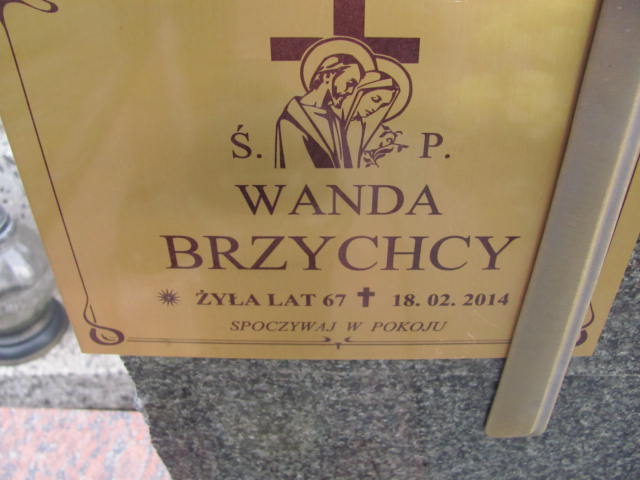 Ś. P.
WANDA
BRZYCHCY
ŻYŁA LAT 67 ✝ 18. 02. 2014
SPOCZYWAJ W POKOJU